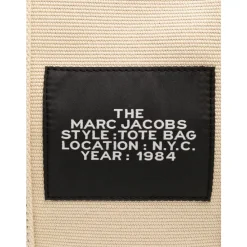 THE
MARC JACOBS
STYLE : TOTE BAG
LOCATION : N.Y.C.
YEAR : 1984